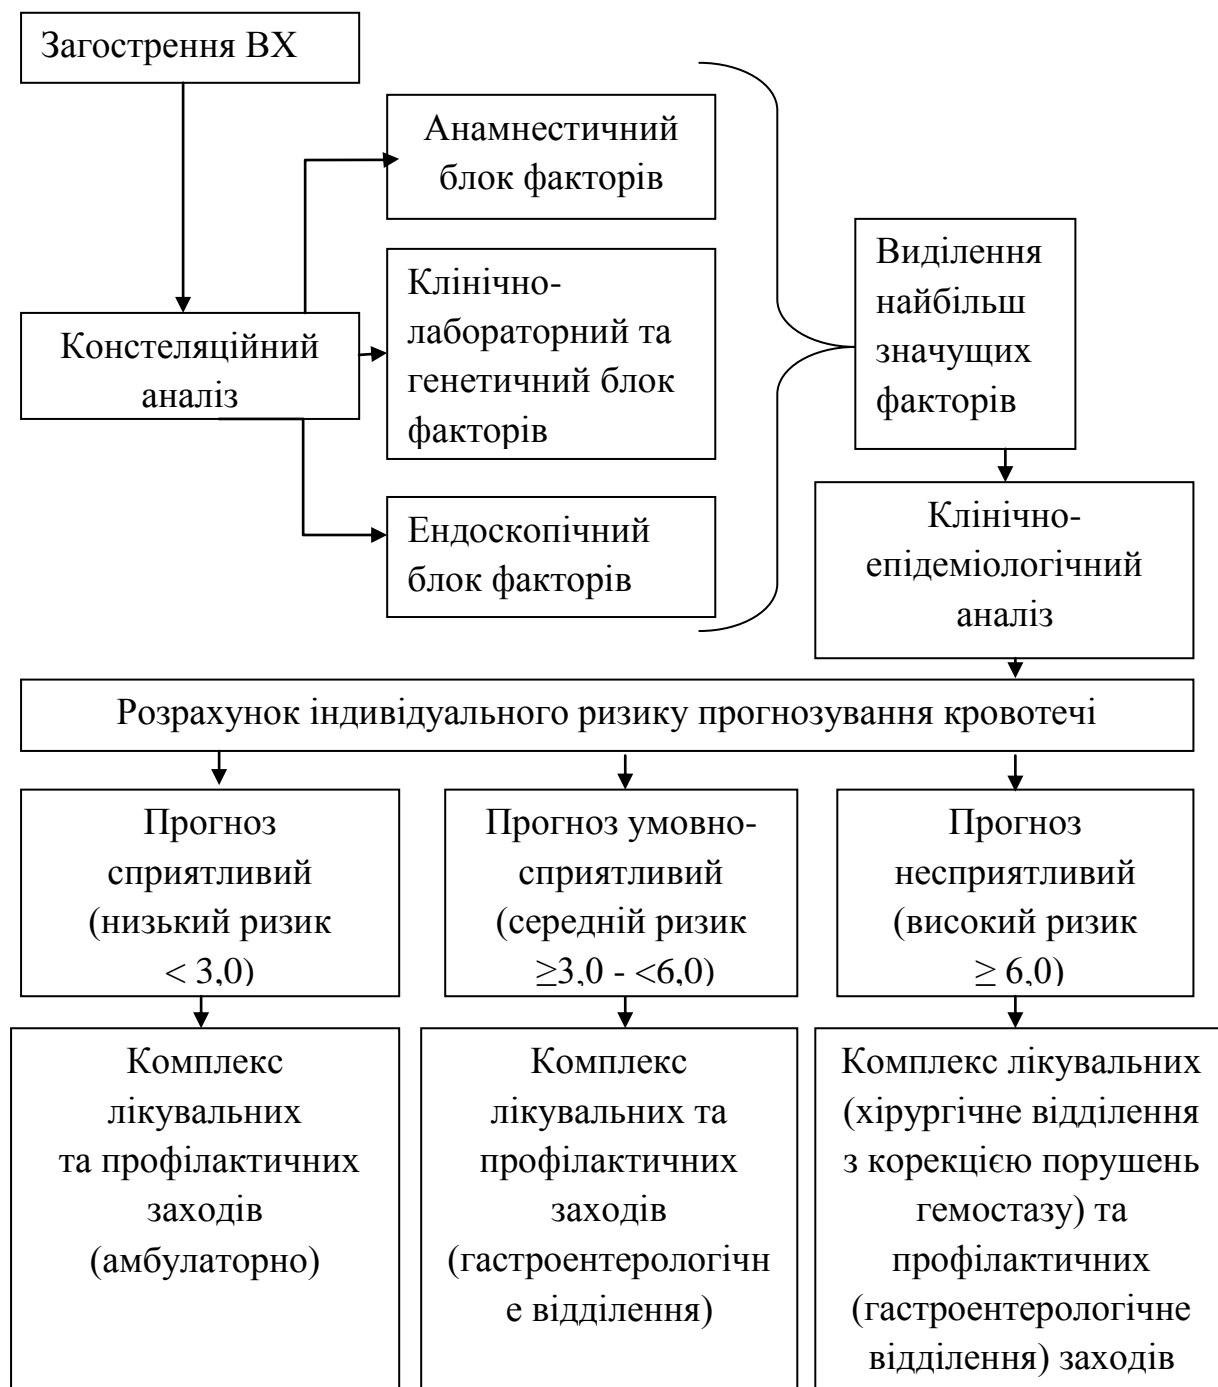 Загострення ВХ
Анамнестичний
блок факторів
Клінічно-
лабораторний та
генетичний блок
факторів
Констеляційний
аналіз
Ендоскопічний
блок факторів
Виділення
найбільш
значущих
факторів
Клінічно-
епідеміологічний
аналіз
Розрахунок індивідуального ризику прогнозування кровотечі
Прогноз
сприятливий
(низький ризик
< 3,0)
Прогноз умовно-
сприятливий
(середній ризик
≥3,0 - <6,0)
Прогноз
несприятливий
(високий ризик
≥ 6,0)
Комплекс
лікувальних
та профілактичних
заходів
(амбулаторно)
Комплекс
лікувальних та
профілактичних
заходів
(гастроентерологічн
е відділення)
Комплекс лікувальних
(хірургічне відділення
з корекцією порушень
гемостазу) та
профілактичних
(гастроентерологічне
відділення) заходів